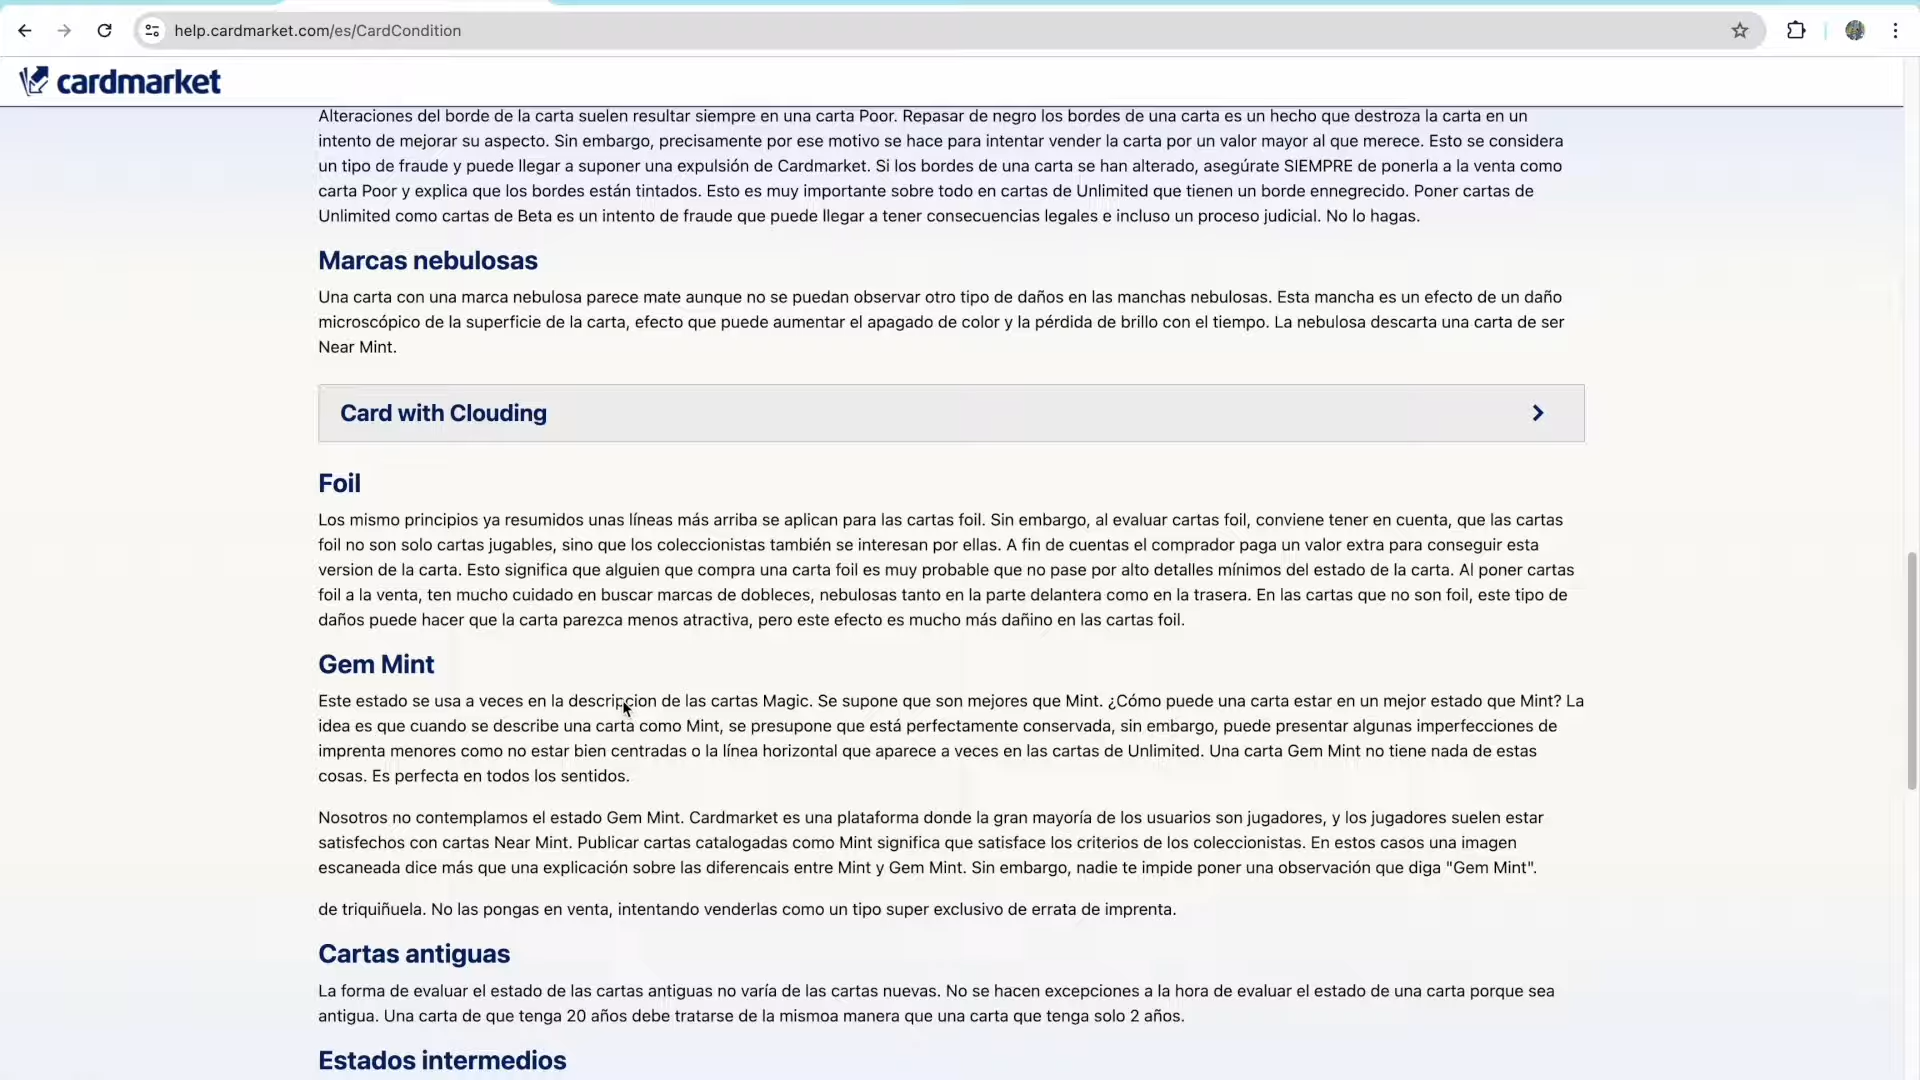 help.cardmarket.com/es/CardCondition
cardmarket
Alteraciones del borde de la carta suelen resultar siempre en una carta Poor. Repasar de negro los bordes de una carta es un hecho que destroza la carta en un
intento de mejorar su aspecto. Sin embargo, precisamente por ese motivo se hace para intentar vender la carta por un valor mayor al que merece. Esto se considera
un tipo de fraude y puede llegar a suponer una expulsión de Cardmarket. Si los bordes de una carta se han alterado, asegúrate SIEMPRE de ponerla a la venta como
carta Poor y explica que los bordes están tintados. Esto es muy importante sobre todo en cartas de Unlimited que tienen un borde ennegrecido. Poner cartas de
Unlimited como cartas de Beta es un intento de fraude que puede llegar a tener consecuencias legales e incluso un proceso judicial. No lo hagas.
Marcas nebulosas
Una carta con una marca nebulosa parece mate aunque no se puedan observar otro tipo de daños en las manchas nebulosas. Esta mancha es un efecto de un daño
microscópico de la superficie de la carta, efecto que puede aumentar el apagado de color y la pérdida de brillo con el tiempo. La nebulosa descarta una carta de ser
Near Mint.
Card with Clouding
Foil
Los mismo principios ya resumidos unas líneas más arriba se aplican para las cartas foil. Sin embargo, al evaluar cartas foil, conviene tener en cuenta, que las cartas
foil no son solo cartas jugables, sino que los coleccionistas también se interesan por ellas. A fin de cuentas el comprador paga un valor extra para conseguir esta
version de la carta. Esto significa que alguien que compra una carta foil es muy probable que no pase por alto detalles mínimos del estado de la carta. Al poner cartas
foil a la venta, ten mucho cuidado en buscar marcas de dobleces, nebulosas tanto en la parte delantera como en la trasera. En las cartas que no son foil, este tipo de
daños puede hacer que la carta parezca menos atractiva, pero este efecto es mucho más dañino en las cartas foil.
Gem Mint
Este estado se usa a veces en la descripcion de las cartas Magic. Se supone que son mejores que Mint. ¿Cómo puede una carta estar en un mejor estado que Mint? La
idea es que cuando se describe una carta como Mint, se presupone que está perfectamente conservada, sin embargo, puede presentar algunas imperfecciones de
imprenta menores como no estar bien centradas o la línea horizontal que aparece a veces en las cartas de Unlimited. Una carta Gem Mint no tiene nada de estas
cosas. Es perfecta en todos los sentidos.
Nosotros no contemplamos el estado Gem Mint. Cardmarket es una plataforma donde la gran mayoría de los usuarios son jugadores, y los jugadores suelen estar
satisfechos con cartas Near Mint. Publicar cartas catalogadas como Mint significa que satisface los criterios de los coleccionistas. En estos casos una imagen
escaneada dice más que una explicación sobre las diferencais entre Mint y Gem Mint. Sin embargo, nadie te impide poner una observación que diga "Gem Mint".
de triquiñuela. No las pongas en venta, intentando venderlas como un tipo super exclusivo de errata de imprenta.
Cartas antiguas
La forma de evaluar el estado de las cartas antiguas no varía de las cartas nuevas. No se hacen excepciones a la hora de evaluar el estado de una carta porque sea
antigua. Una carta de que tenga 20 años debe tratarse de la mismoa manera que una carta que tenga solo 2 años.
Estados intermedios